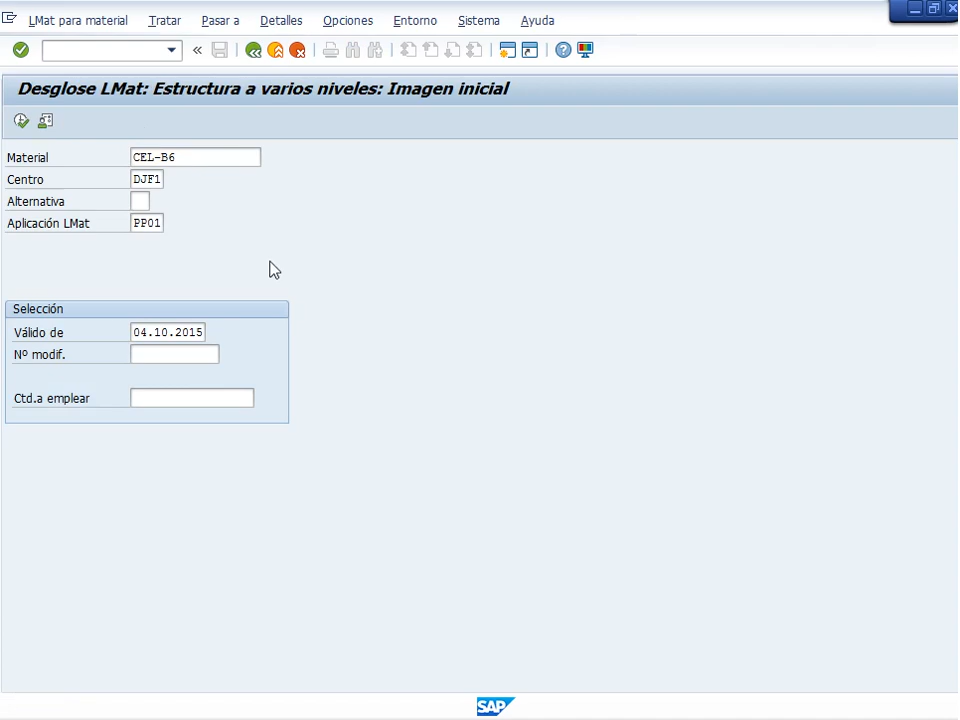 LMat para material Tratar Pasar a Detalles Opciones Entorno Sistema Ayuda
Desglose LMat: Estructura a varios niveles: Imagen inicial
Material CEL-B6
Centro DJF1
Alternativa
Aplicación LMat PP01
Selección
Válido de 04.10.2015
Nº modif.
Ctd.a emplear
SAP